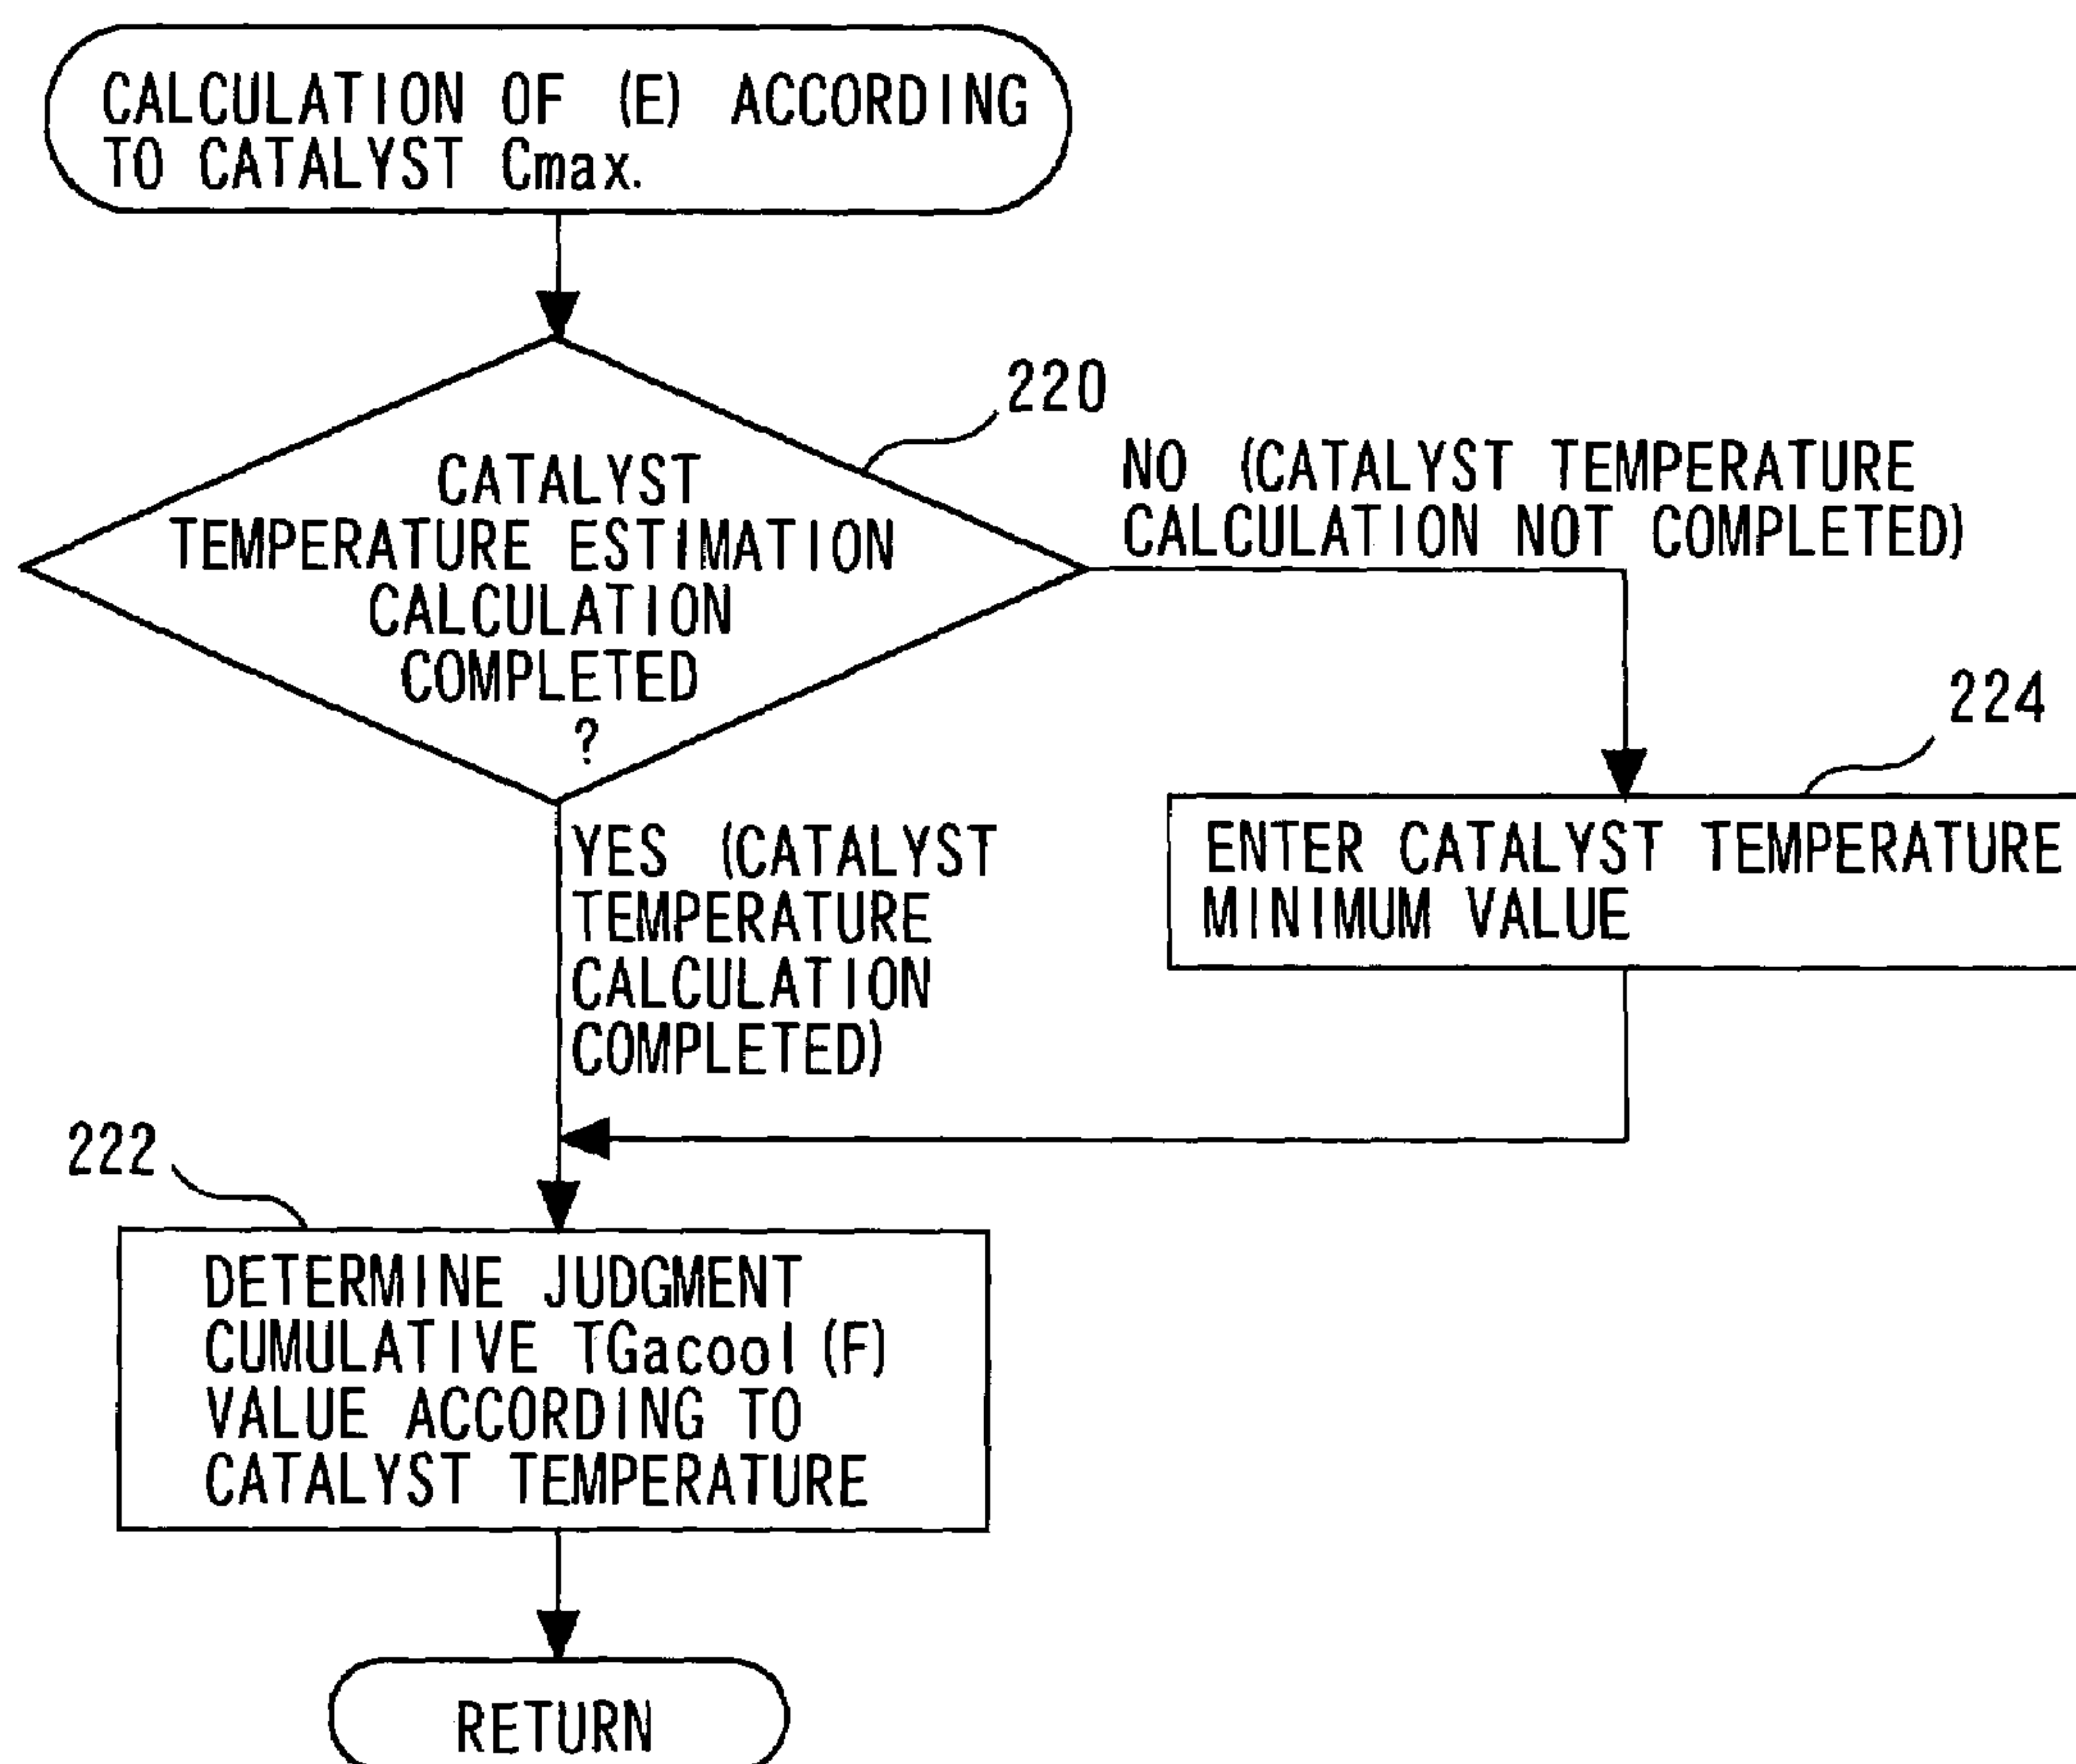 CALCULATION OF (E) ACCORDING
TO CATALYST Cmax.
220
CATALYST
TEMPERATURE ESTIMATION
CALCULATION
COMPLETED
?
NO (CATALYST TEMPERATURE
CALCULATION NOT COMPLETED)
224
ENTER CATALYST TEMPERATURE
MINIMUM VALUE
YES (CATALYST
TEMPERATURE
CALCULATION
COMPLETED)
222
DETERMINE JUDGMENT
CUMULATIVE TGacool (F)
VALUE ACCORDING TO
CATALYST TEMPERATURE
RETURN